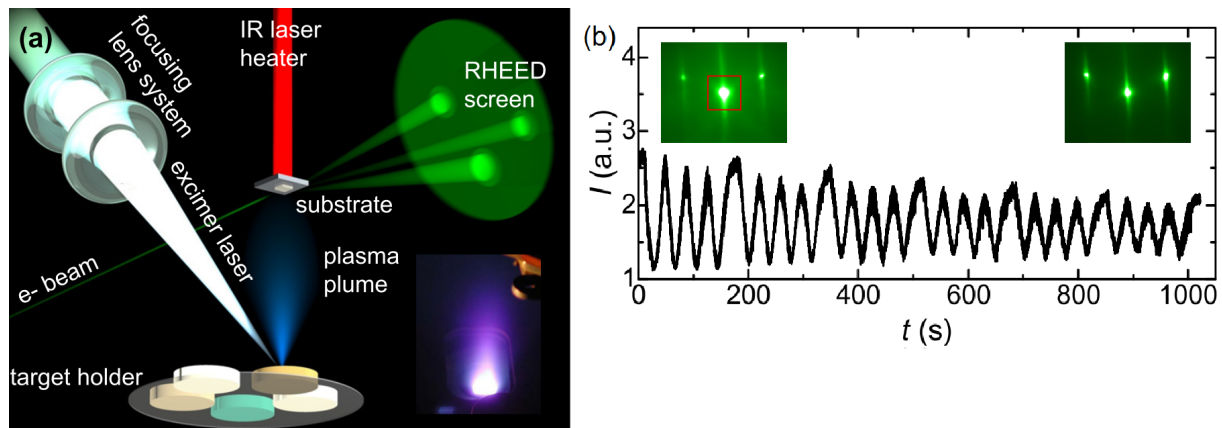 (a)
focusing
lens system
IR laser
heater
RHEED
screen
excimer laser
substrate
e- beam
plasma
plume
target holder
(b)
I (a.u.)
4
3
2
1
0 200 400 600 800 1000
t (s)